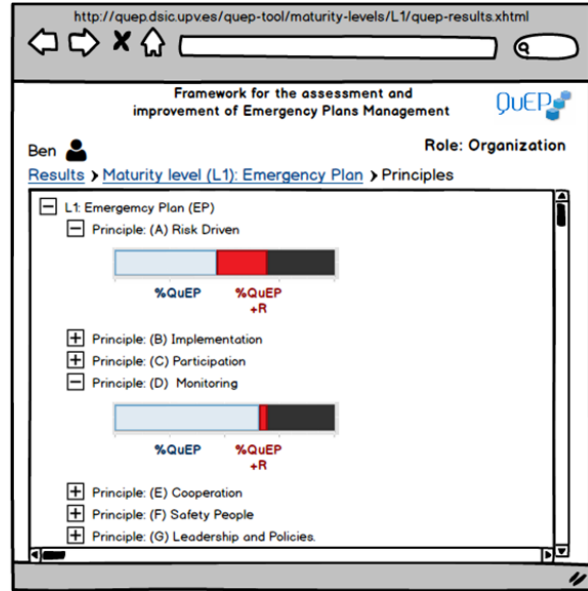 http://quep.dsic.upv.es/quep-tool/maturity-levels/L1/quep-results.xhtml
Framework for the assessment and
improvement of Emergency Plans Management
QuEP
Ben
Role: Organization
Results > Maturity level (L1): Emergency Plan > Principles
L1: Emergemcy Plan (EP)
Principle: (A) Risk Driven
%QuEP %QuEP
+R
Principle: (B) Implementation
Principle: (C) Participation
Principle: (D) Monitoring
%QuEP %QuEP
+R
Principle: (E) Cooperation
Principle: (F) Safety People
Principle: (G) Leadership and Policies.